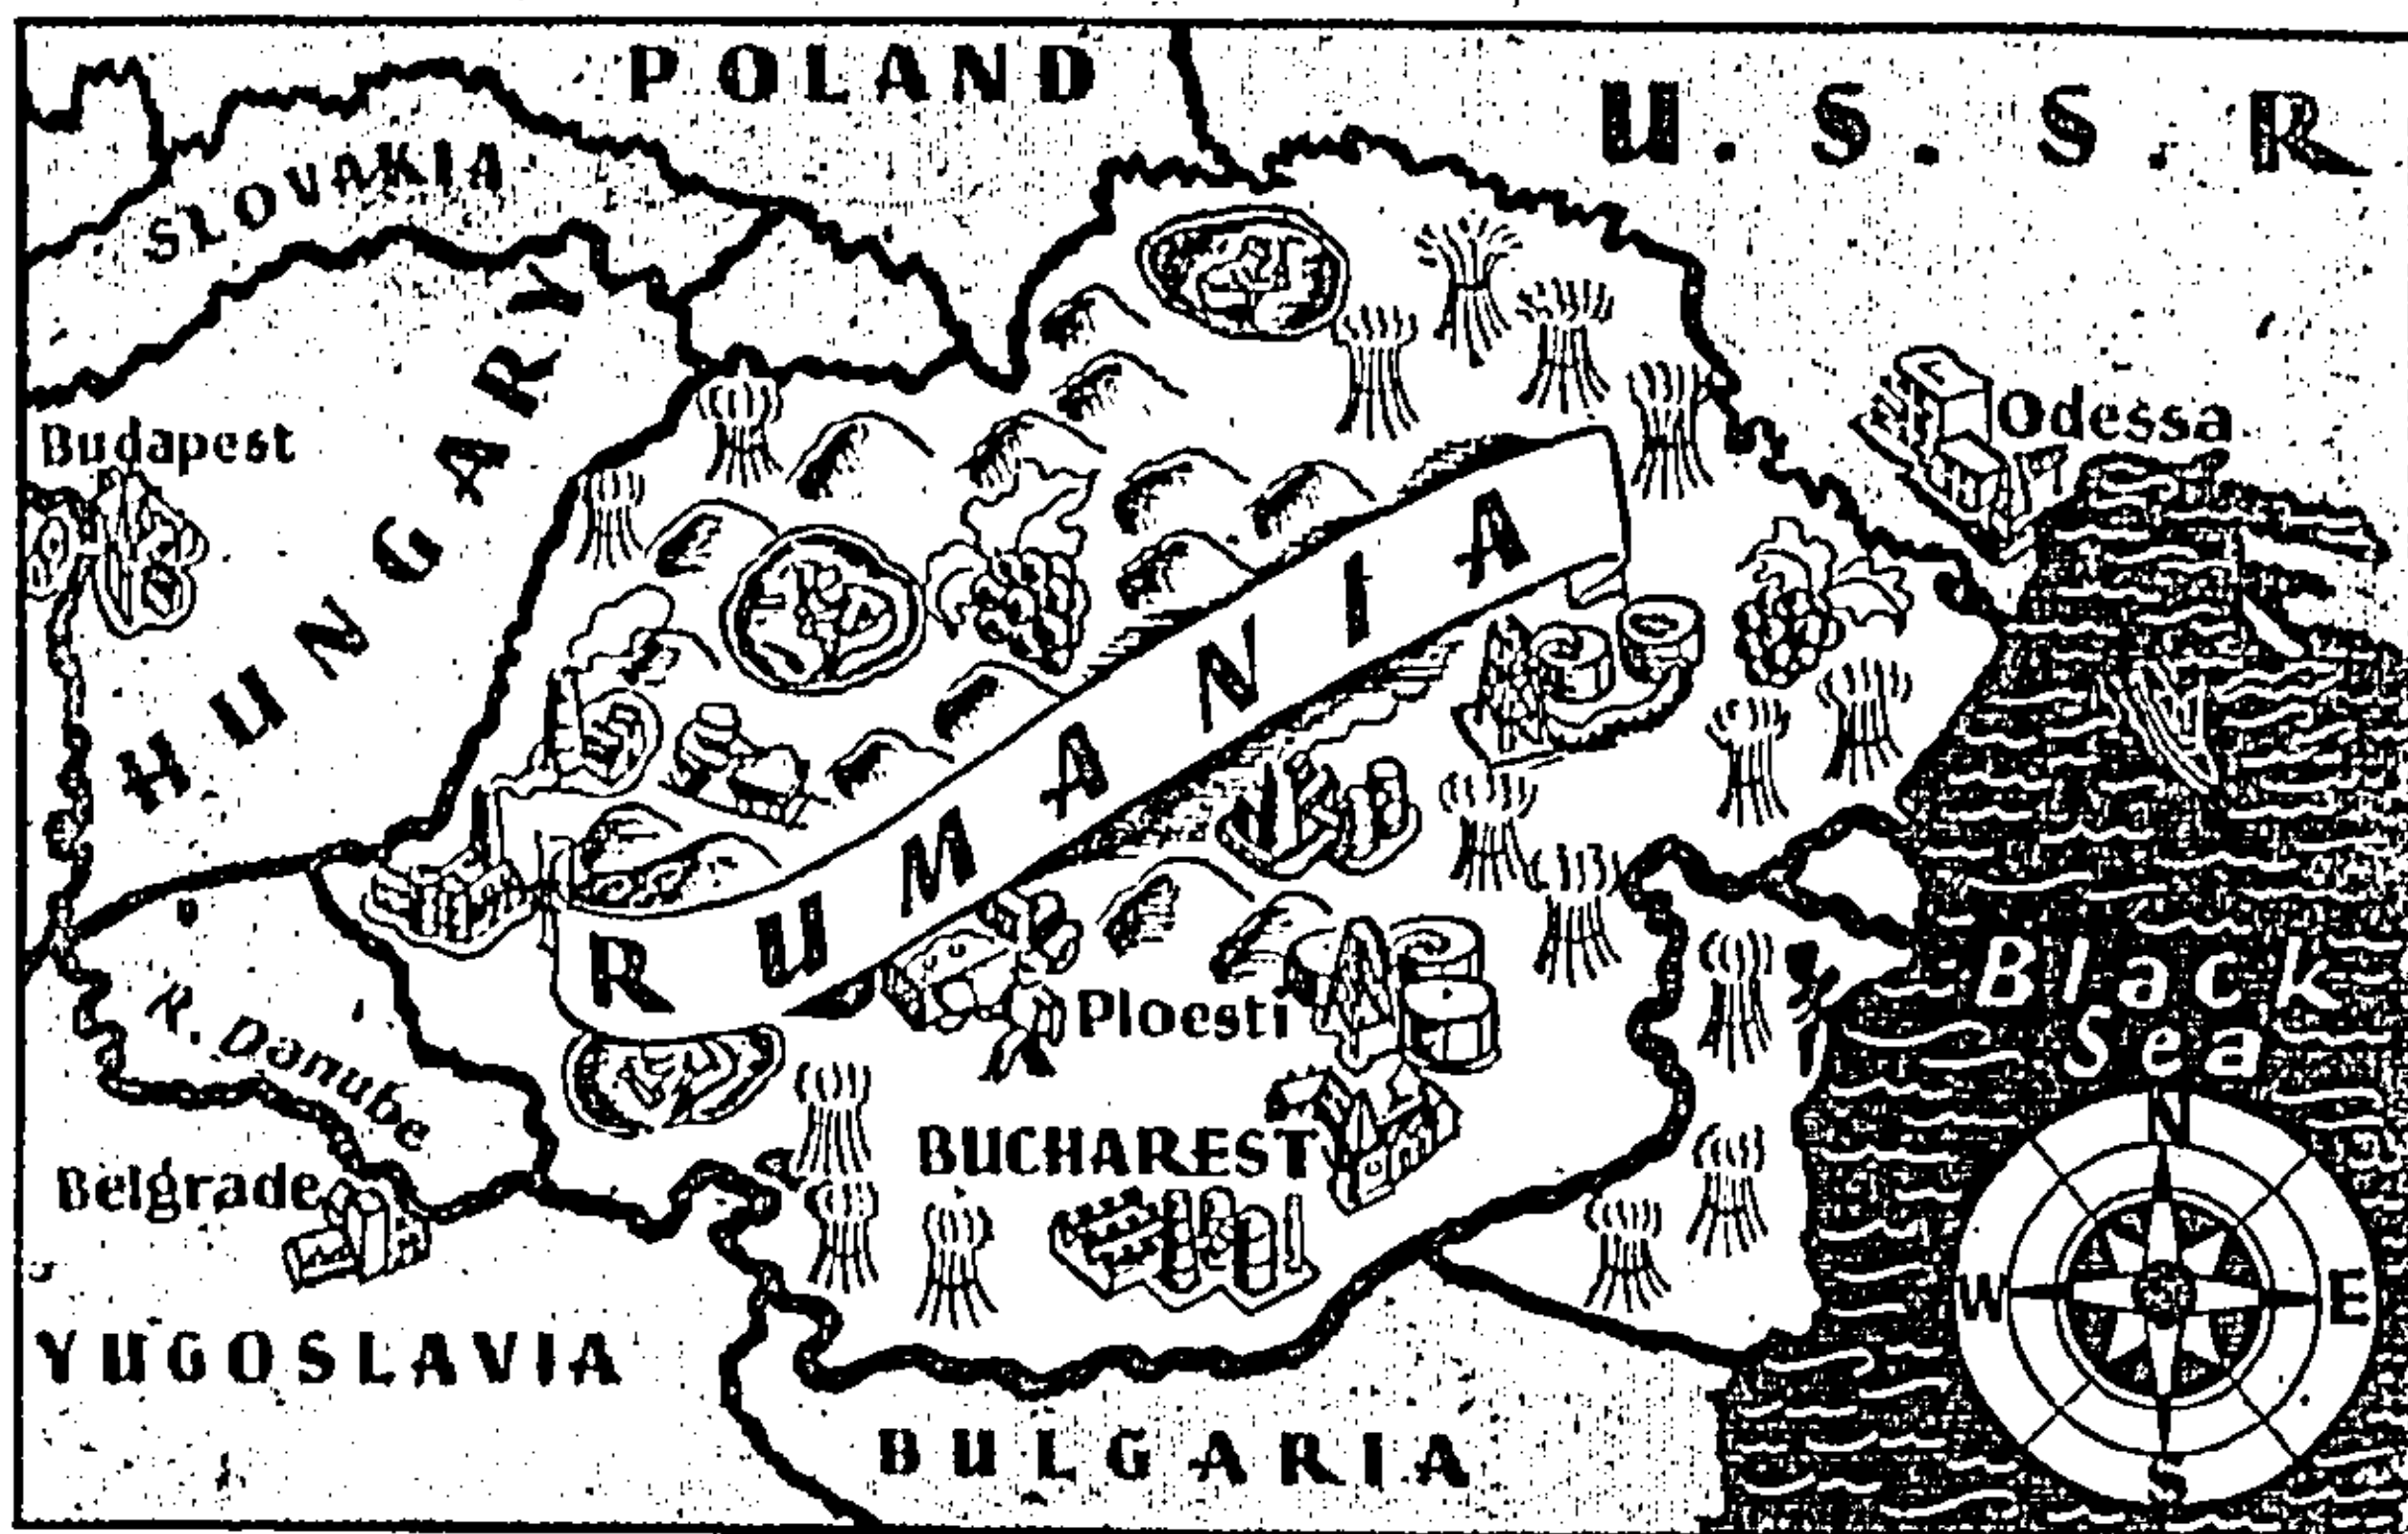 POLAND
U.S.S.R
SLOVAKIA
HUNGARY
Budapest
Odessa
RUMANIA
Ploesti
Black
Sea
R. Danube
BUCHAREST
Belgrade
YUGOSLAVIA
BULGARIA
N
W
E
S